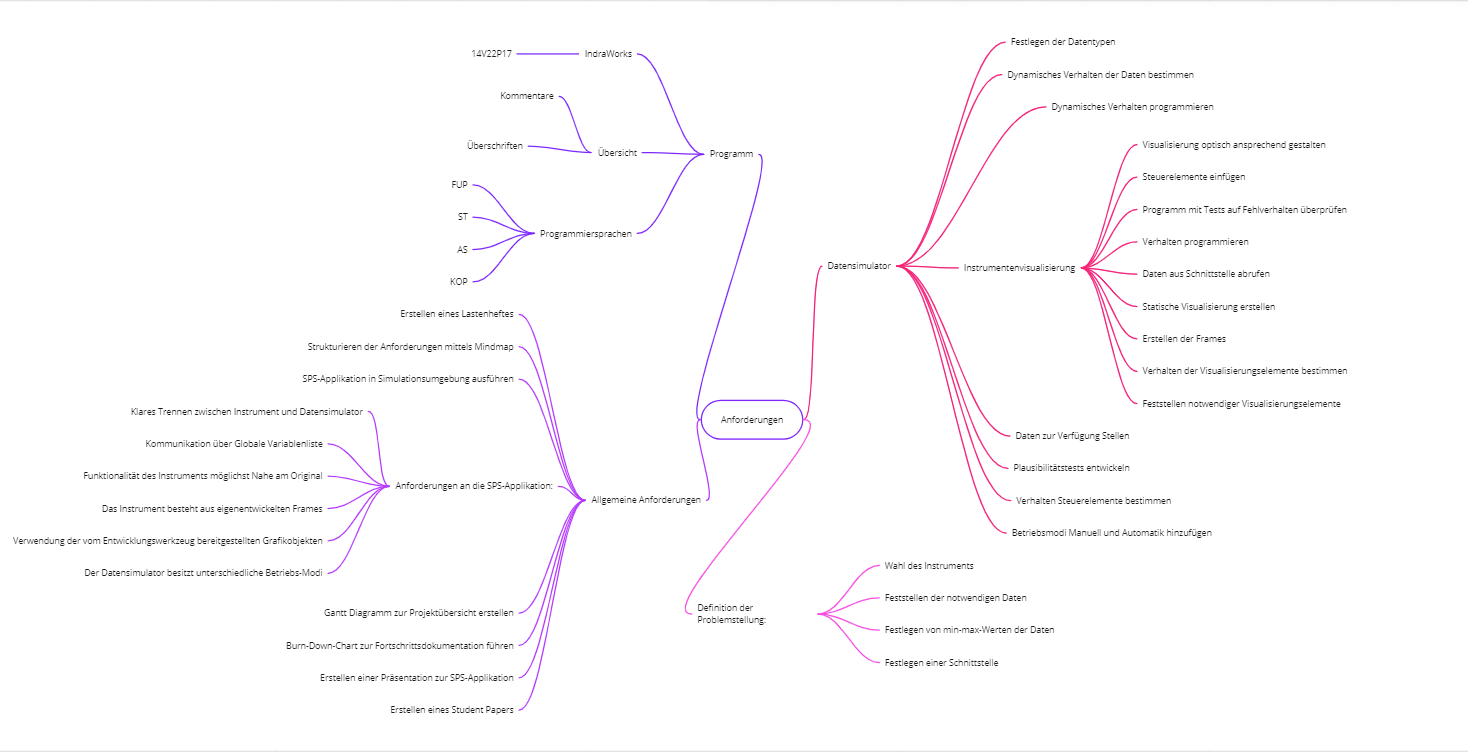 Anforderungen
Programm
IndraWorks
14V22P17
Übersicht
Kommentare
Überschriften
Programmiersprachen
FUP
ST
AS
KOP
Allgemeine Anforderungen
Erstellen eines Lastenheftes
Strukturieren der Anforderungen mittels Mindmap
SPS-Applikation in Simulationsumgebung ausführen
Anforderungen an die SPS-Applikation:
Klares Trennen zwischen Instrument und Datensimulator
Kommunikation über Globale Variablenliste
Funktionalität des Instruments möglichst Nahe am Original
Das Instrument besteht aus eigenentwickelten Frames
Verwendung der vom Entwicklungswerkzeug bereitgestellten Grafikobjekten
Der Datensimulator besitzt unterschiedliche Betriebs-Modi
Gantt Diagramm zur Projektübersicht erstellen
Burn-Down-Chart zur Fortschrittsdokumentation führen
Erstellen einer Präsentation zur SPS-Applikation
Erstellen eines Student Papers
Datensimulator
Festlegen der Datentypen
Dynamisches Verhalten der Daten bestimmen
Dynamisches Verhalten programmieren
Instrumentenvisualisierung
Visualisierung optisch ansprechend gestalten
Steuerelemente einfügen
Programm mit Tests auf Fehlverhalten überprüfen
Verhalten programmieren
Daten aus Schnittstelle abrufen
Statische Visualisierung erstellen
Erstellen der Frames
Verhalten der Visualisierungselemente bestimmen
Feststellen notwendiger Visualisierungselemente
Daten zur Verfügung Stellen
Plausibilitätstests entwickeln
Verhalten Steuerelemente bestimmen
Betriebsmodi Manuell und Automatik hinzufügen
Definition der
Problemstellung:
Wahl des Instruments
Feststellen der notwendigen Daten
Festlegen von min-max-Werten der Daten
Festlegen einer Schnittstelle